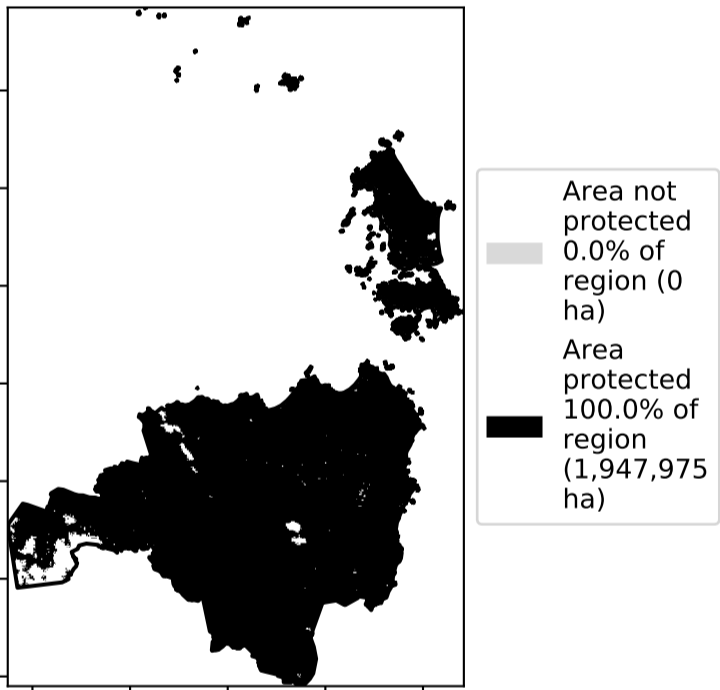 Area not
protected
0.0% of
region (0
ha)
Area
protected
100.0% of
region
(1,947,975
ha)